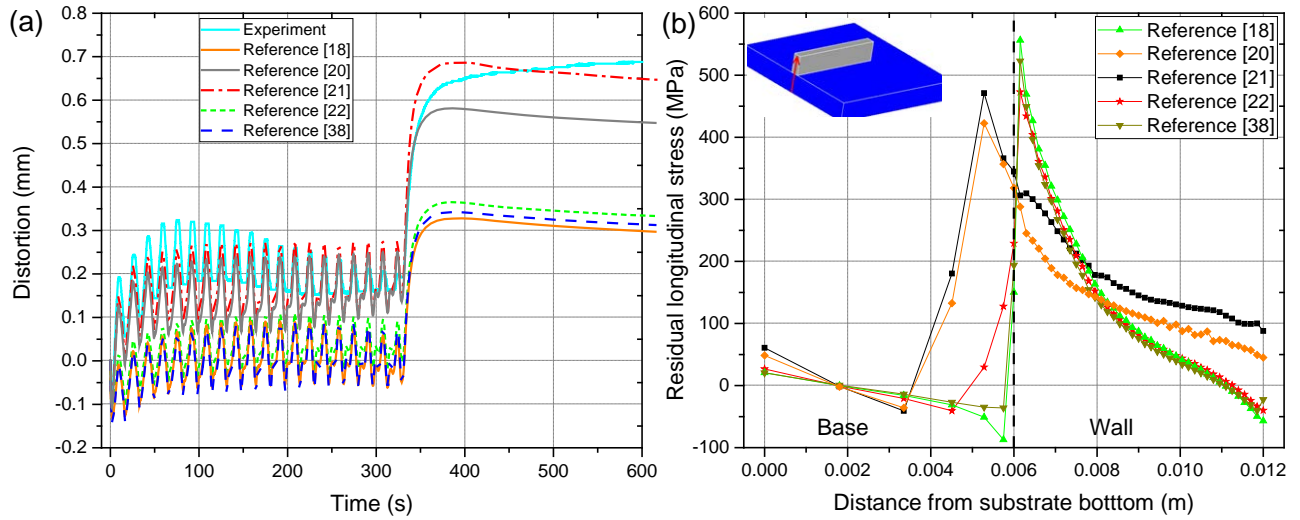 (a)
0.8
0.7
0.6
0.5
0.4
0.3
0.2
0.1
0.0
-0.1
-0.2
Distortion (mm)
Experiment
Reference [18]
Reference [20]
Reference [21]
Reference [22]
Reference [38]
0 100 200 300 400 500 600
Time (s)
(b)
600
500
400
300
200
100
0
-100
Residual longitudinal stress (MPa)
Reference [18]
Reference [20]
Reference [21]
Reference [22]
Reference [38]
Base Wall
0.000 0.002 0.004 0.006 0.008 0.010 0.012
Distance from substrate botttom (m)